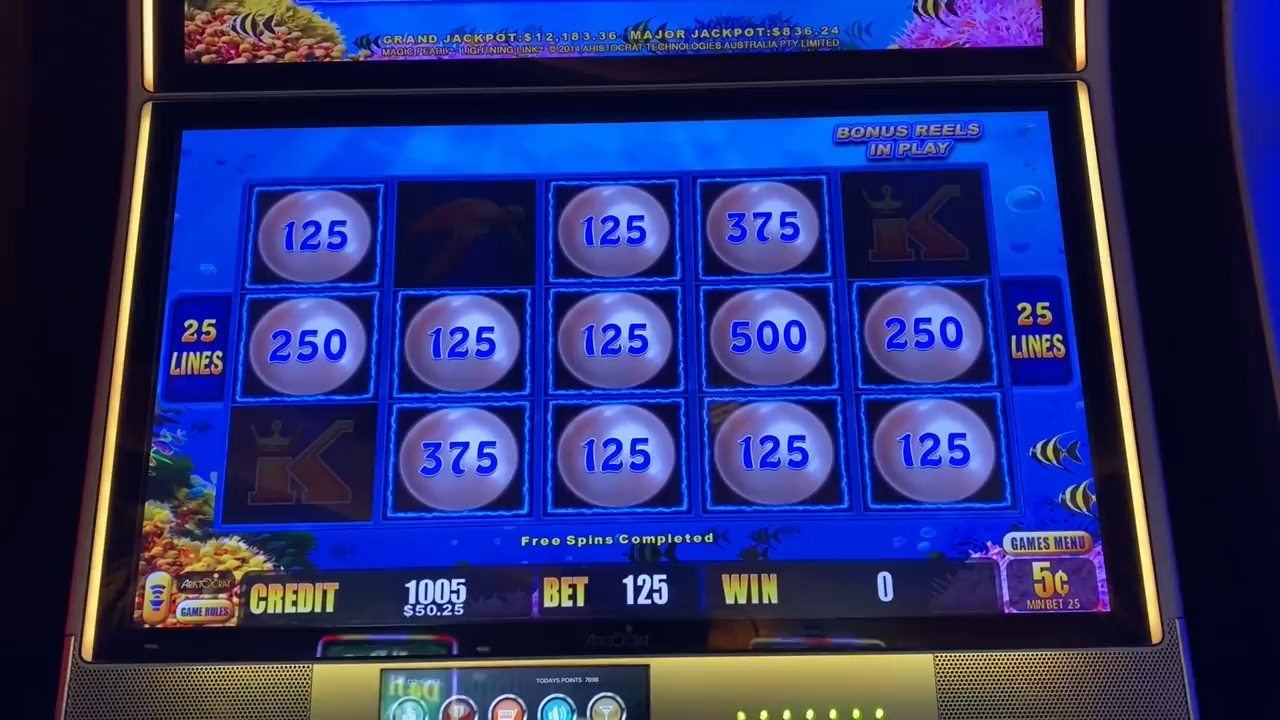 GRAND JACKPOT:$12,183.36 MAJOR JACKPOT:$836.24
MAGIC PEARL™ LIGHTNING LINK™ © 2014 ARISTOCRAT TECHNOLOGIES AUSTRALIA PTY LIMITED
BONUS REELS
IN PLAY
125 125 375 K
25
LINES
250 125 125 500 250
25
LINES
K 375 125 125 125
Free Spins Completed
GAMES MENU
ARISTOCRAT
GAME RULES
CREDIT 1005
$50.25
BET 125
WIN 0
5¢
MIN BET 25
ARISTOCRAT
TODAYS POINTS 7698